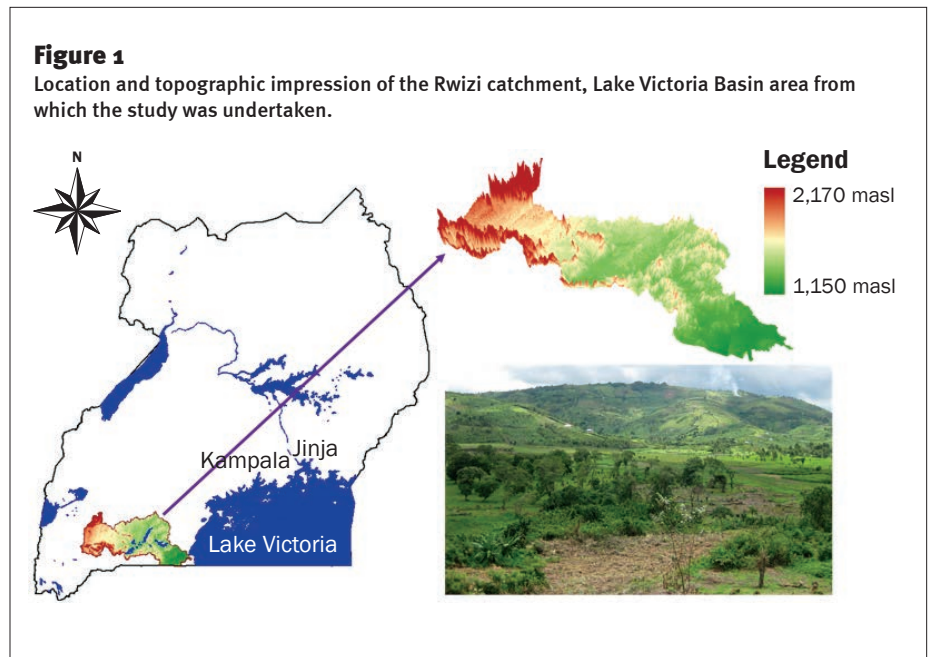 Figure 1
Location and topographic impression of the Rwizi catchment, Lake Victoria Basin area from
which the study was undertaken.
N
Legend
2,170 masl
1,150 masl
Jinja
Kampala
Lake Victoria